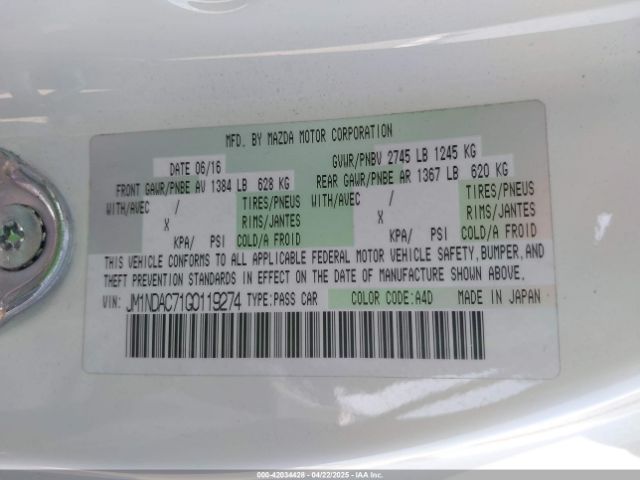 MFD. BY MAZDA MOTOR CORPORATION
DATE 06/16 GVWR/PNBV 2745 LB 1245 KG
FRONT GAWR/PNBE AV 1384 LB 628 KG REAR GAWR/PNBE AR 1367 LB 620 KG
WITH/AVEC / TIRES/PNEUS WITH/AVEC / TIRES/PNEUS
X RIMS/JANTES X RIMS/JANTES
KPA/ PSI COLD/A FROID KPA/ PSI COLD/A FROID
THIS VEHICLE CONFORMS TO ALL APPLICABLE FEDERAL MOTOR VEHICLE SAFETY,BUMPER,AND
THEFT PREVENTION STANDARDS IN EFFECT ON THE DATE OF MANUFACTURE SHOWN ABOVE.
VIN: JM1NDAC71G0119274 TYPE:PASS CAR COLOR CODE:A4D MADE IN JAPAN
000-42034428 - 04/22/2025 - IAA Inc.